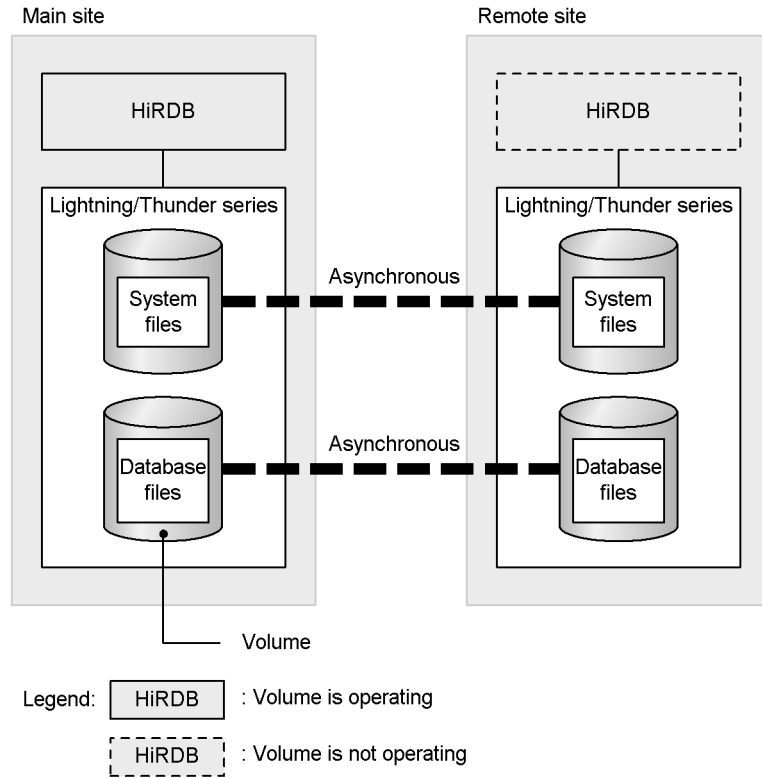 Main site
Remote site
HiRDB
HiRDB
Lightning/Thunder series
Lightning/Thunder series
System
files
Asynchronous
System
files
Database
files
Asynchronous
Database
files
Volume
Legend: HiRDB : Volume is operating
HiRDB : Volume is not operating